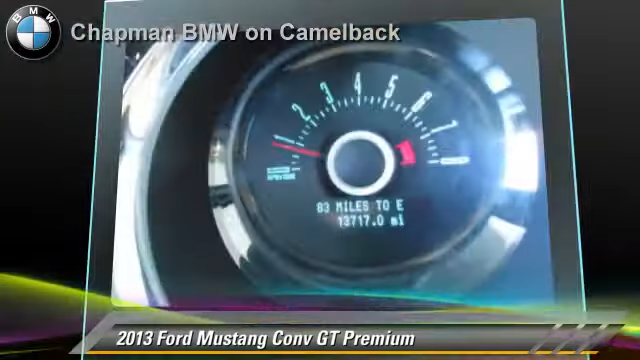 BMW
Chapman BMW on Camelback
1 2 3 4 5 6 7
83 MILES TO E
13717.0 mi
2013 Ford Mustang Conv GT Premium